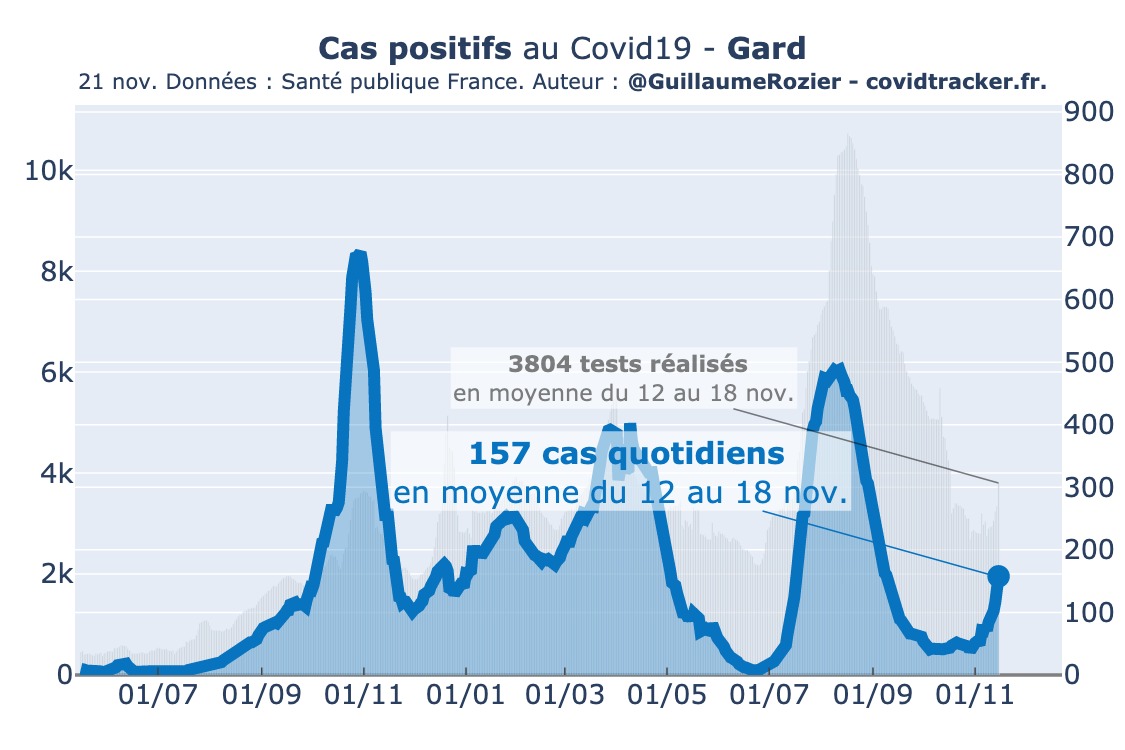 Cas positifs au Covid19 - Gard
21 nov. Données : Santé publique France. Auteur : @GuillaumeRozier - covidtracker.fr.
900
10k
800
700
8k
600
6k
500
3804 tests réalisés
en moyenne du 12 au 18 nov.
400
157 cas quotidiens
4k
en moyenne du 12 au 18 nov.
300
200
2k
100
0
0
01/07 01/09 01/11 01/01 01/03 01/05 01/07 01/09 01/11